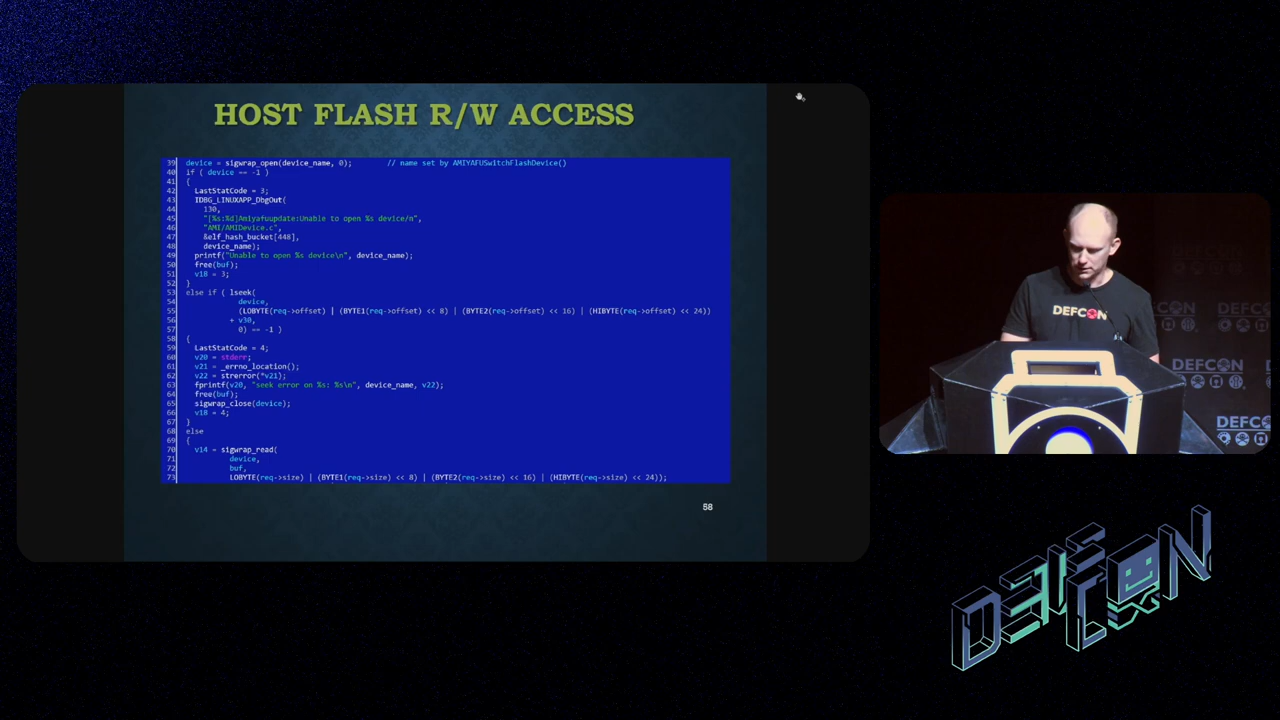 HOST FLASH R/W ACCESS
39 device = sigwrap_open(device_name, 0); // name set by AMIYAFUSwitchFlashDevice()
40 if ( device == -1 )
41 {
42 LastStatCode = 3;
43 IDBG_LINUXAPP_DbgOut(
44 130,
45 "[%s:%d]Amiyafuupdate:Unable to open %s device/n",
46 "AMI/AMIDevice.c",
47 &elf_hash_bucket[448],
48 device_name);
49 printf("Unable to open %s device\n", device_name);
50 free(buf);
51 v18 = 3;
52 }
53 else if ( lseek(
54 device,
55 (LOBYTE(req->offset) | (BYTE1(req->offset) << 8) | (BYTE2(req->offset) << 16) | (HIBYTE(req->offset) << 24))
56 + v30,
57 0) == -1 )
58 {
59 LastStatCode = 4;
60 v20 = stderr;
61 v21 = _errno_location();
62 v22 = strerror(*v21);
63 fprintf(v20, "seek error on %s: %s\n", device_name, v22);
64 free(buf);
65 sigwrap_close(device);
66 v18 = 4;
67 }
68 else
69 {
70 v14 = sigwrap_read(
71 device,
72 buf,
73 LOBYTE(req->size) | (BYTE1(req->size) << 8) | (BYTE2(req->size) << 16) | (HIBYTE(req->size) << 24));
58
DEFCON
DEFCON
DEFC
DEFCON